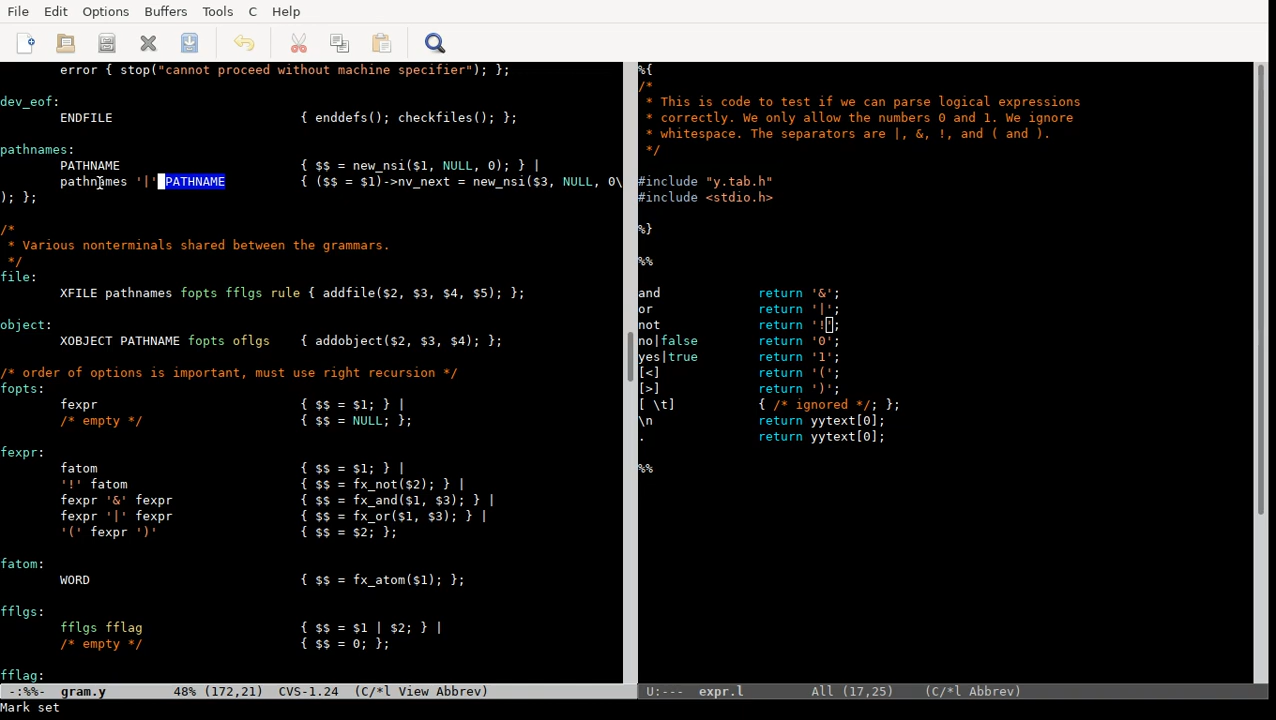 File Edit Options Buffers Tools C Help
error { stop("cannot proceed without machine specifier"); };
dev_eof:
ENDFILE { enddefs(); checkfiles(); };
pathnames:
PATHNAME { $$ = new_nsi($1, NULL, 0); } |
pathnames '|' PATHNAME { ($$ = $1)->nv_next = new_nsi($3, NULL, 0\
); };
/*
* Various nonterminals shared between the grammars.
*/
file:
XFILE pathnames fopts fflgs rule { addfile($2, $3, $4, $5); };
object:
XOBJECT PATHNAME fopts oflgs { addobject($2, $3, $4); };
/* order of options is important, must use right recursion */
fopts:
fexpr { $$ = $1; } |
/* empty */ { $$ = NULL; };
fexpr:
fatom { $$ = $1; } |
'!' fatom { $$ = fx_not($2); } |
fexpr '&' fexpr { $$ = fx_and($1, $3); } |
fexpr '|' fexpr { $$ = fx_or($1, $3); } |
'(' fexpr ')' { $$ = $2; };
fatom:
WORD { $$ = fx_atom($1); };
fflgs:
fflgs fflag { $$ = $1 | $2; } |
/* empty */ { $$ = 0; };
fflag:
-:%%- gram.y 48% (172,21) CVS-1.24 (C/*l View Abbrev)
%{
/*
* This is code to test if we can parse logical expressions
* correctly. We only allow the numbers 0 and 1. We ignore
* whitespace. The separators are |, &, !, and ( and ).
*/
#include "y.tab.h"
#include <stdio.h>
%}
%%
and return '&';
or return '|';
not return '!';
no|false return '0';
yes|true return '1';
[<] return '(';
[>] return ')';
[ \t] { /* ignored */; };
\n return yytext[0];
. return yytext[0];
%%
U:--- expr.l All (17,25) (C/*l Abbrev)
Mark set